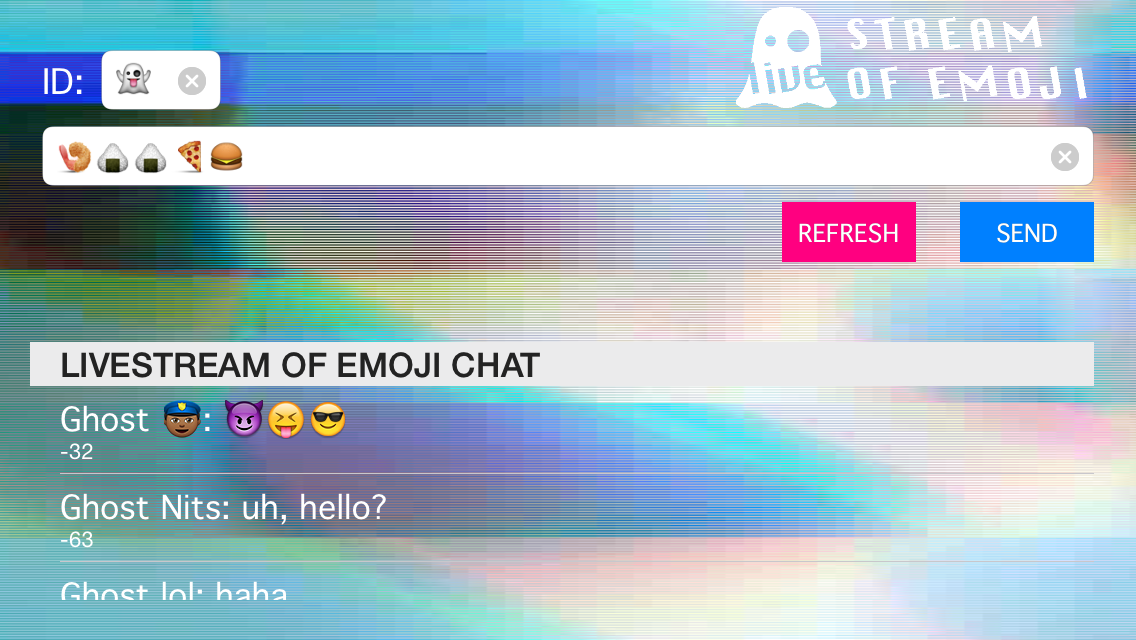 STREAM
live
OF EMOJI
ID: 👻
🍤🍙🍙🍕🍔
REFRESH
SEND
LIVESTREAM OF EMOJI CHAT
Ghost 👮🏾: 😈😝😎
-32
Ghost Nits: uh, hello?
-63
Ghost lol: haha